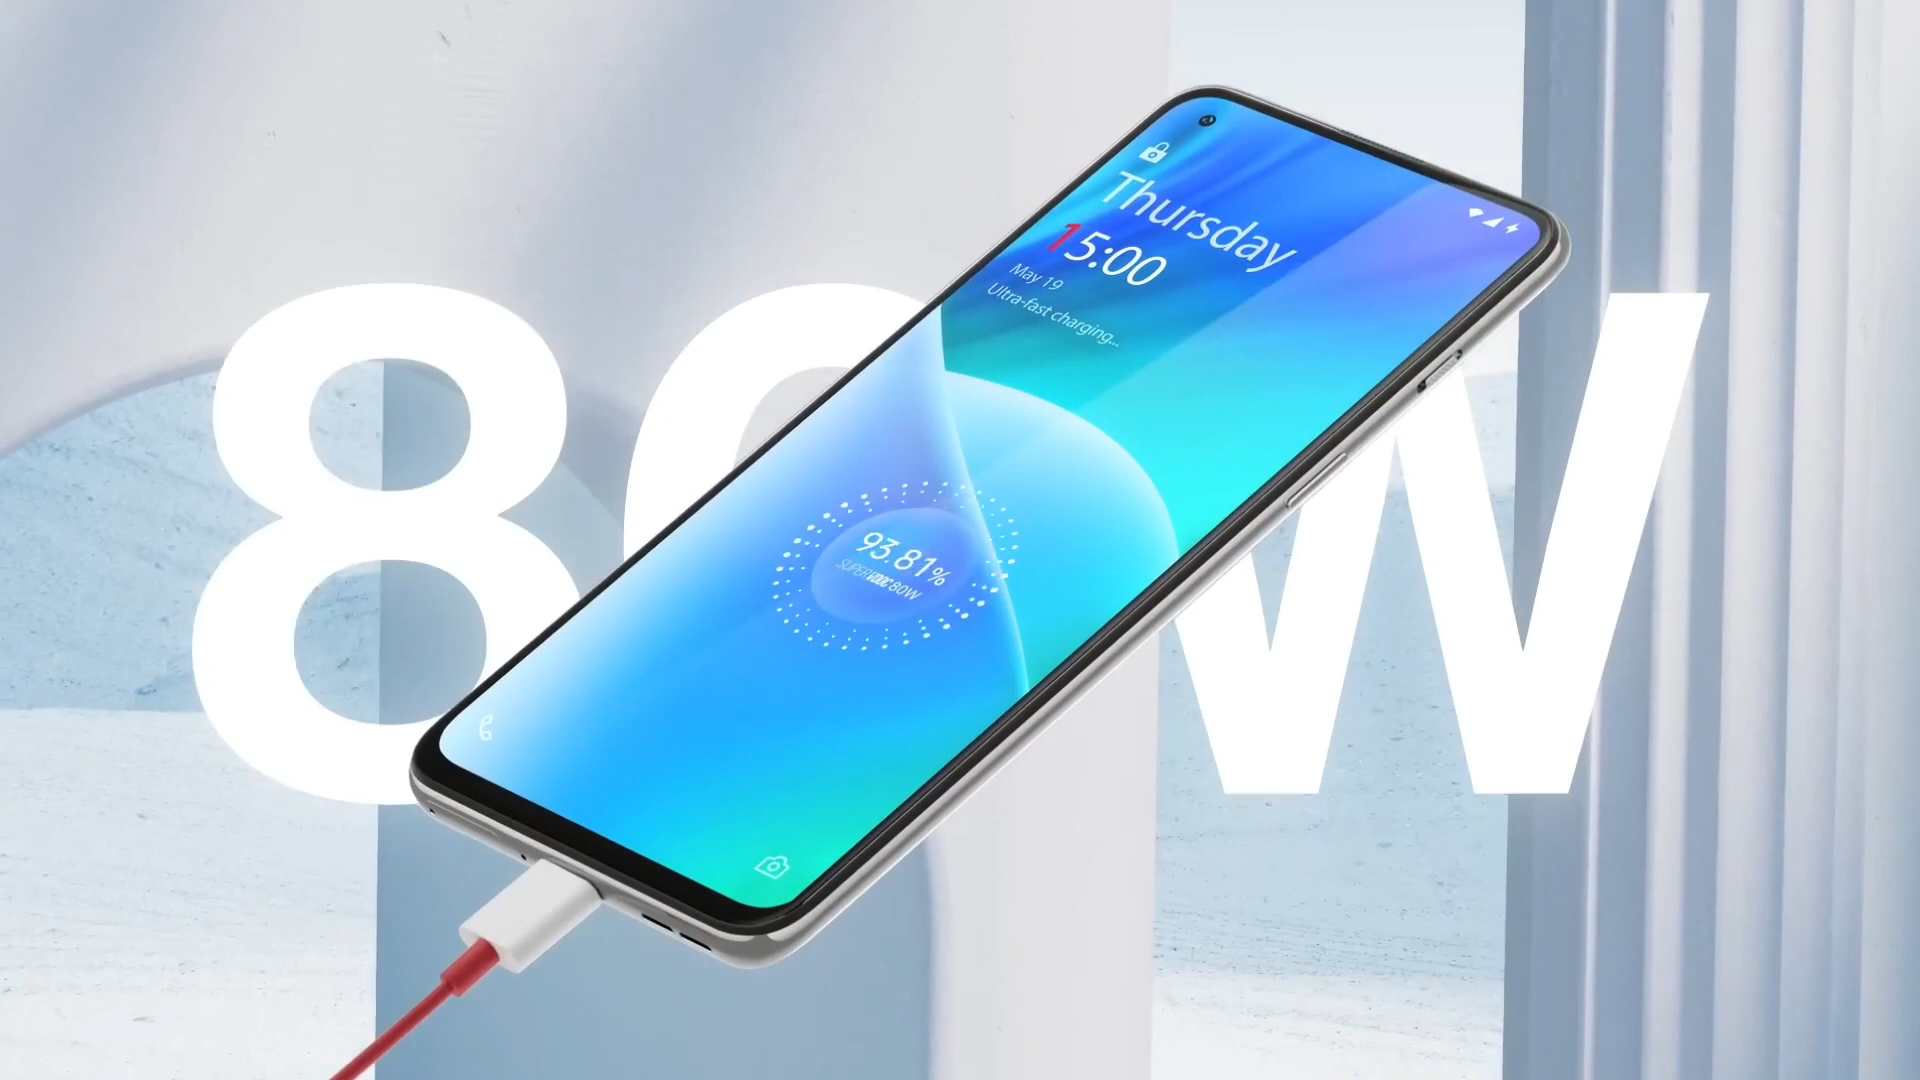 80W
Thursday
15:00
May 19
Ultra-fast charging...
93.81%
SUPERVOOC 80W